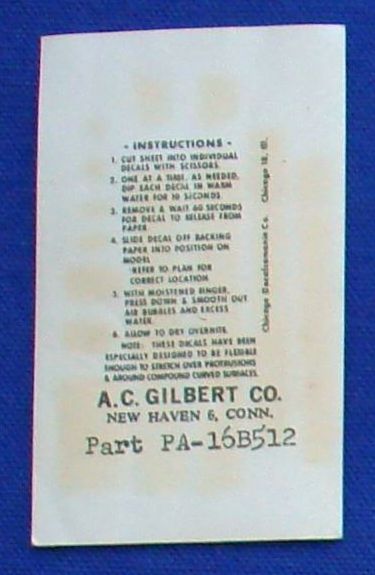 - INSTRUCTIONS -
1. CUT SHEET INTO INDIVIDUAL
DECALS WITH SCISSORS.
2. ONE AT A TIME, AS NEEDED,
DIP EACH DECAL IN WARM
WATER FOR 10 SECONDS
3. REMOVE & WAIT 60 SECONDS
FOR DECAL TO RELEASE FROM
PAPER
4. SLIDE DECAL OFF BACKING
PAPER INTO POSITION ON
MODEL
REFER TO PLAN FOR
CORRECT LOCATION
5. WITH MOISTENED FINGER,
PRESS DOWN & SMOOTH OUT
AIR BUBBLES AND EXCESS
WATER.
6. ALLOW TO DRY OVERNITE.
NOTE: THESE DECALS HAVE BEEN
ESPECIALLY DESIGNED TO BE FLEXIBLE
ENOUGH TO STRETCH OVER PROTRUSIONS
& AROUND COMPOUND CURVED SURFACES.
Chicago Decalcomania Co. Chicago 18, Ill.
A.C. GILBERT CO.
NEW HAVEN 6, CONN.
Part PA-16B512